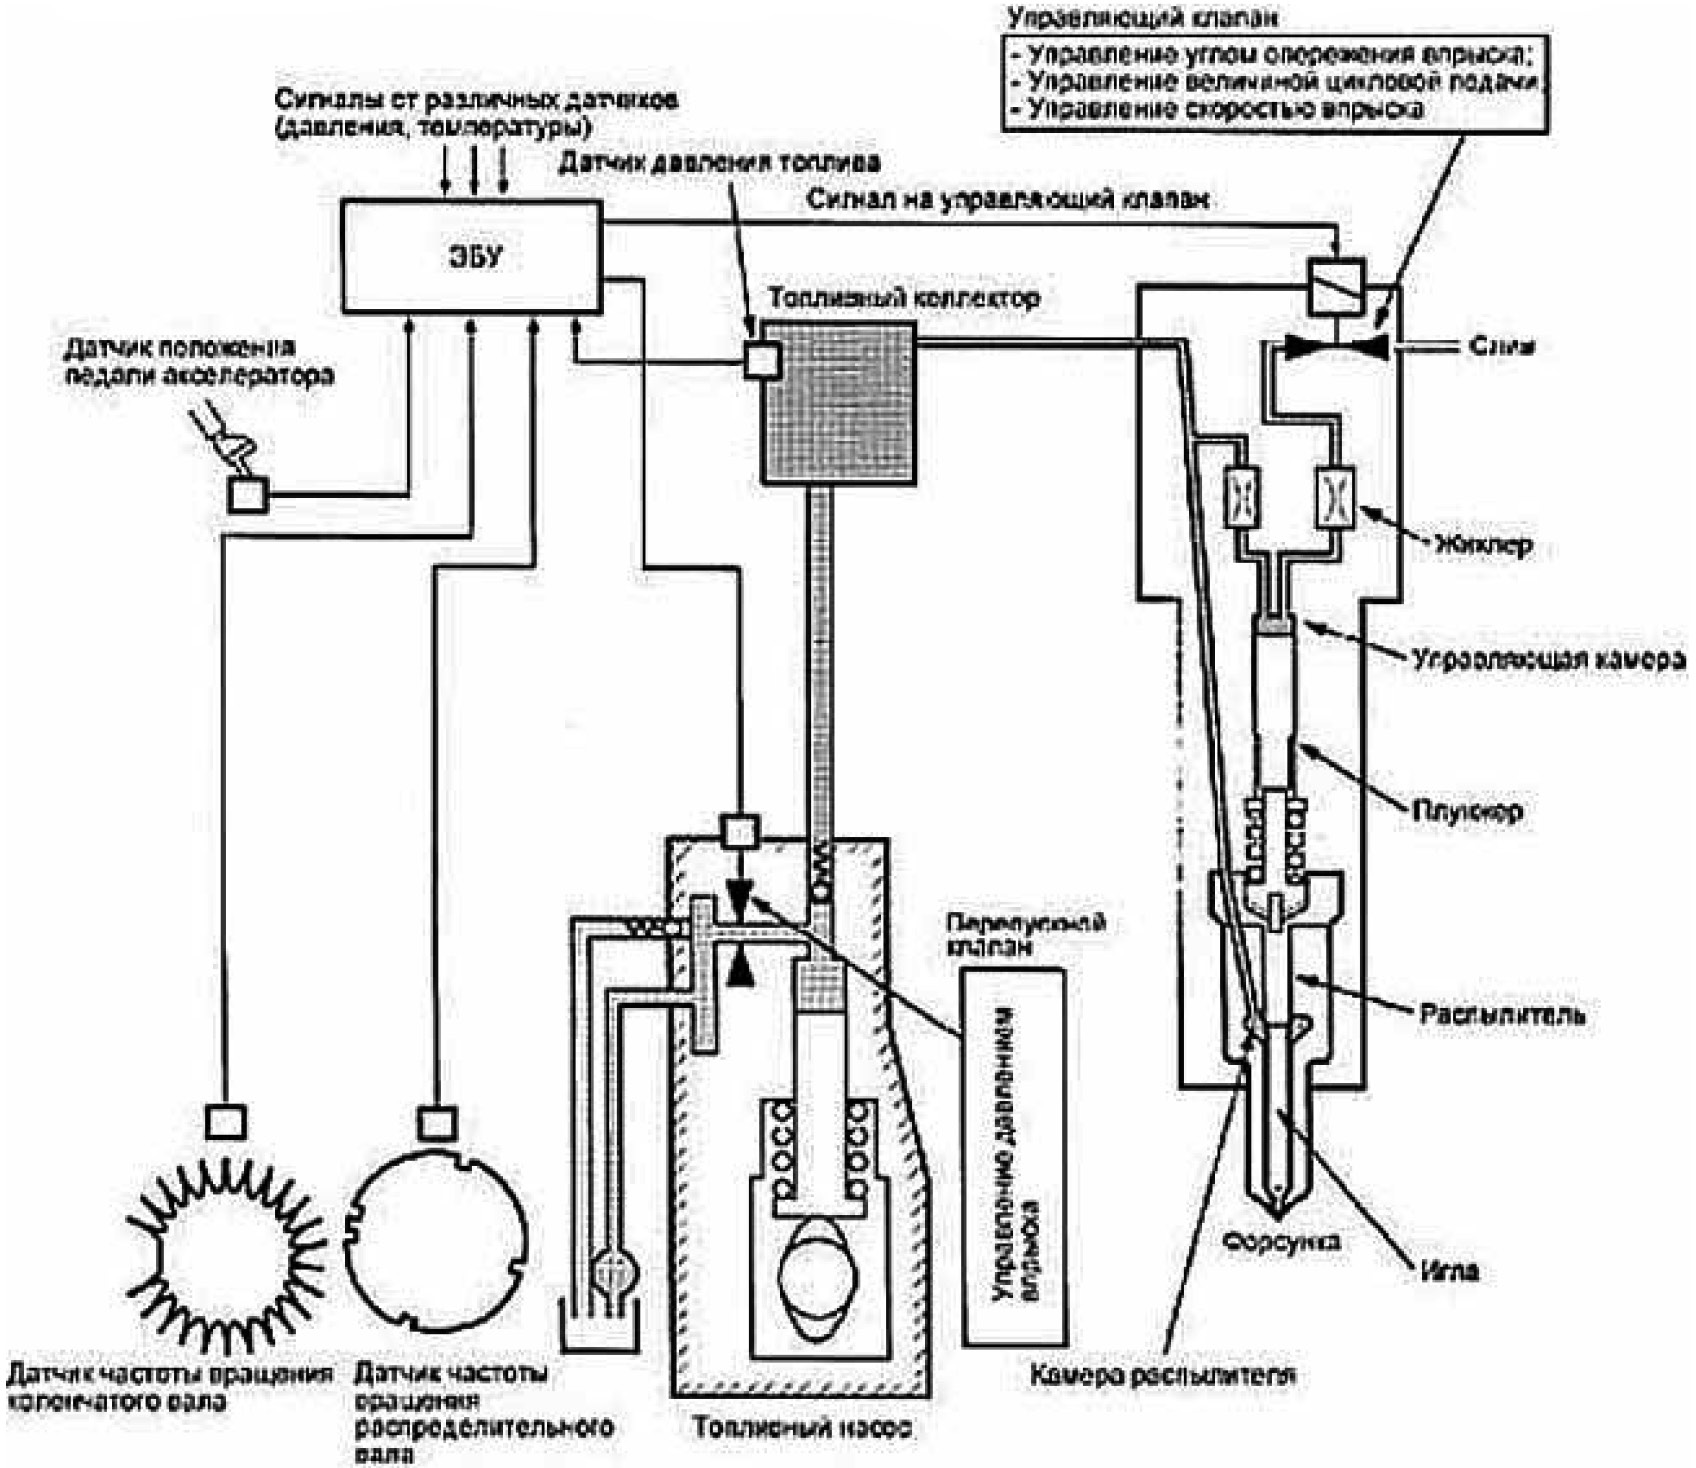 Управляющий клапан
- Управление углом опережения впрыска;
- Управление величиной цикловой подачи;
- Управление скоростью впрыска
Сигналы от различных датчиков
(давления, температуры)
Датчик давления топлива
Сигнал на управляющий клапан
ЭБУ
Топливный коллектор
Датчик положения
педали акселератора
Слив
Жиклер
Управляющая камера
Плунжер
Перепускной
клапан
Управление давлением
впрыска
Распылитель
Форсунка
Игла
Камера распылителя
Датчик частоты вращения
коленчатого вала
Датчик частоты
вращения
распределительного
вала
Топливный насос